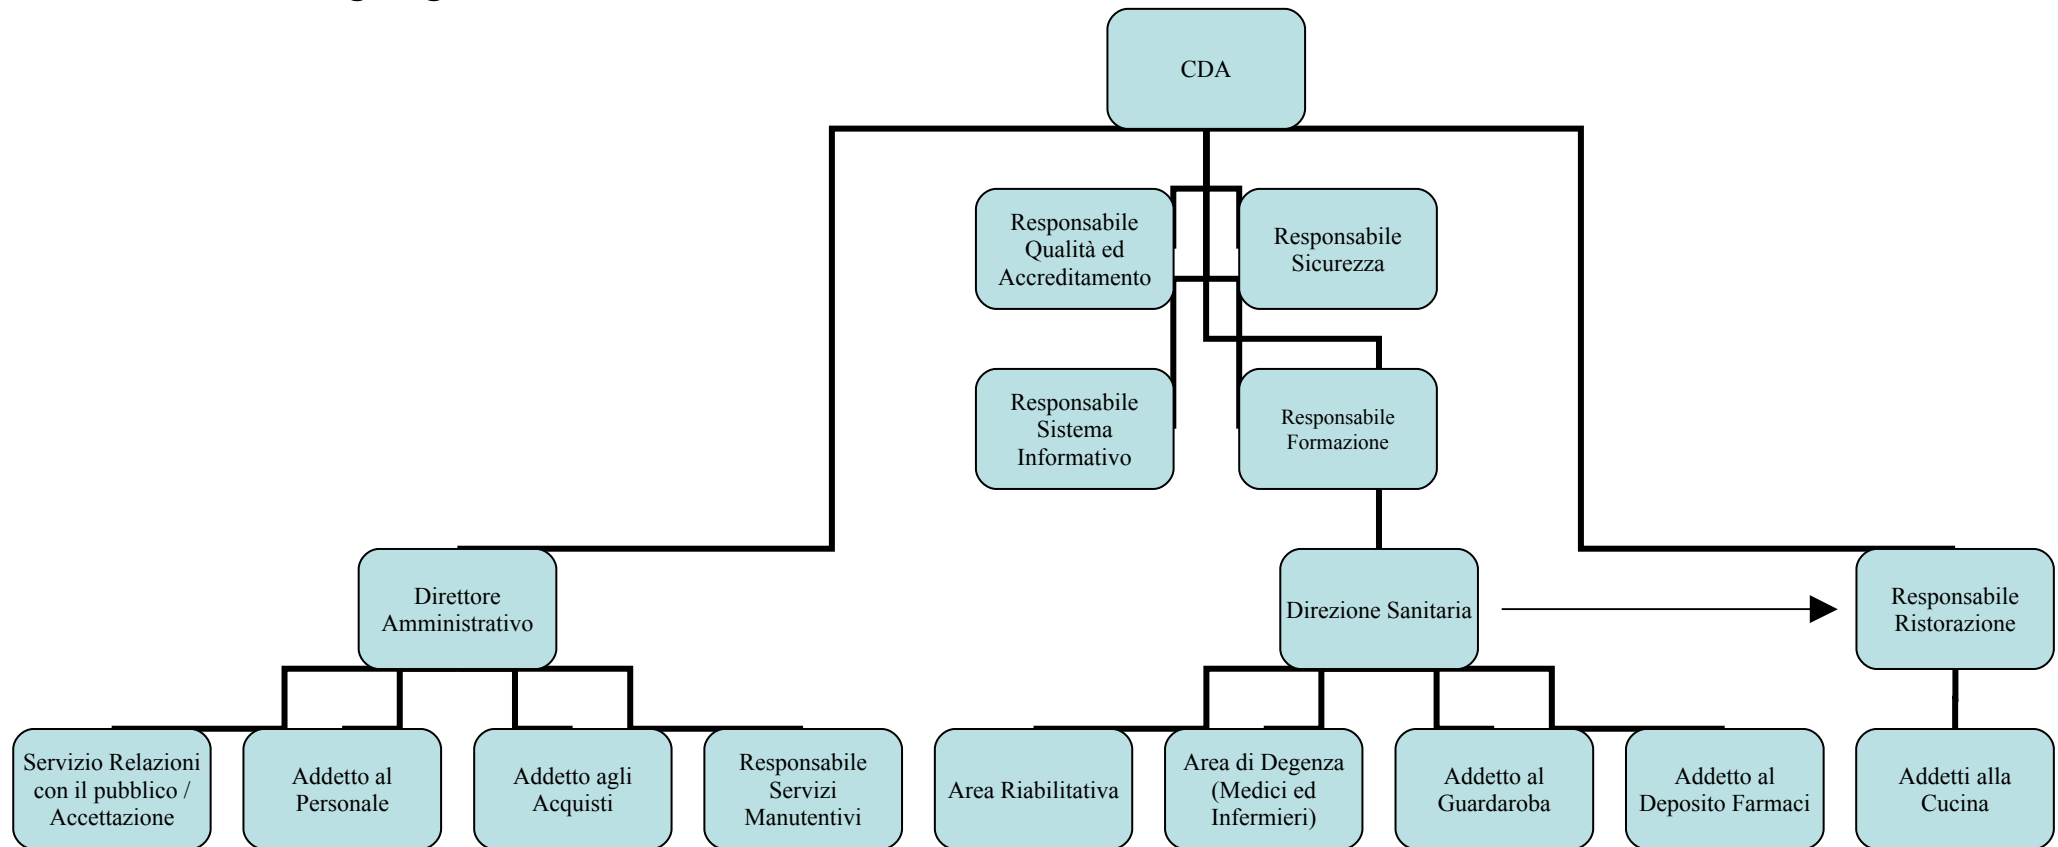 CDA
Responsabile
Qualità ed
Accreditamento
Responsabile
Sicurezza
Responsabile
Sistema
Informativo
Responsabile
Formazione
Direttore
Amministrativo
Direzione Sanitaria
Responsabile
Ristorazione
Servizio Relazioni
con il pubblico /
Accettazione
Addetto al
Personale
Addetto agli
Acquisti
Responsabile
Servizi
Manutentivi
Area Riabilitativa
Area di Degenza
(Medici ed
Infermieri)
Addetto al
Guardaroba
Addetto al
Deposito Farmaci
Addetti alla
Cucina